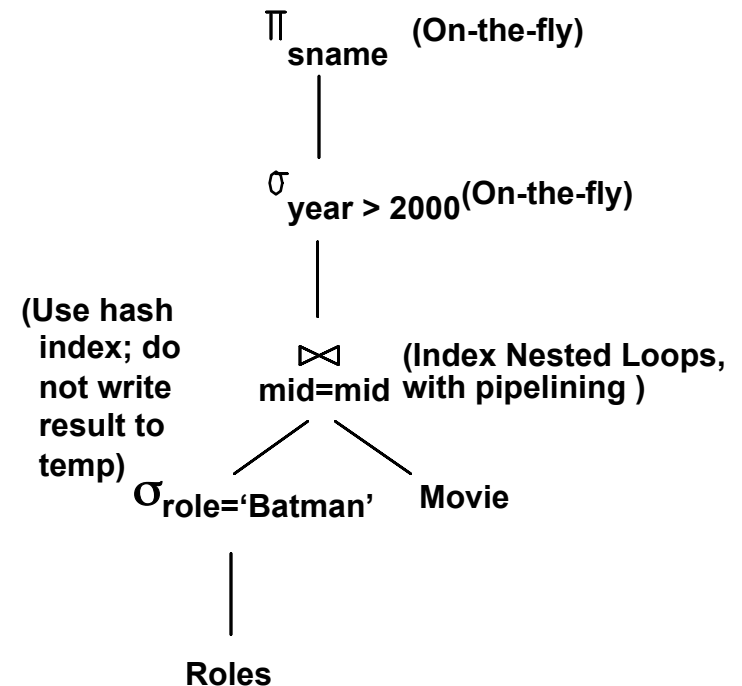 π sname (On-the-fly)
σ year > 2000 (On-the-fly)
(Use hash
index; do
not write
result to
temp)
⋈ mid=mid
(Index Nested Loops,
with pipelining )
σ role=‘Batman’
Movie
Roles